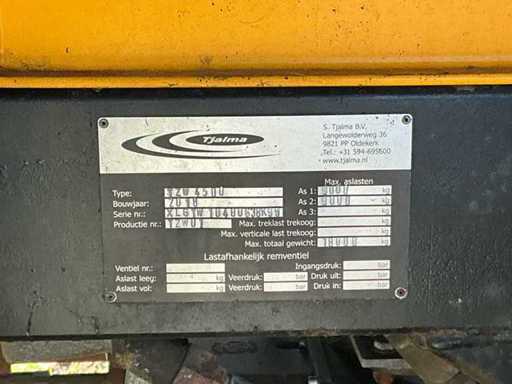 Tjalma
S. Tjalma B.V.
Langewolderweg 36
9821 PP Oldekerk
Tel.: +31 594-695600
www.tjalma.nl
Max. aslasten
Type: As 1: kg
Bouwjaar: 2018 As 2: kg
Serie nr.: As 3: - kg
Productie nr.: 12W01 Max. treklast trekoog: kg
Max. verticale last trekoog: kg
Max. totaal gewicht: 18000 kg
Lastafhankelijk remventiel
Ventiel nr.: Ingangsdruk: bar
Aslast leeg: kg Veerdruk: bar Druk uit: bar
Aslast vol: kg Veerdruk: bar Druk in: bar